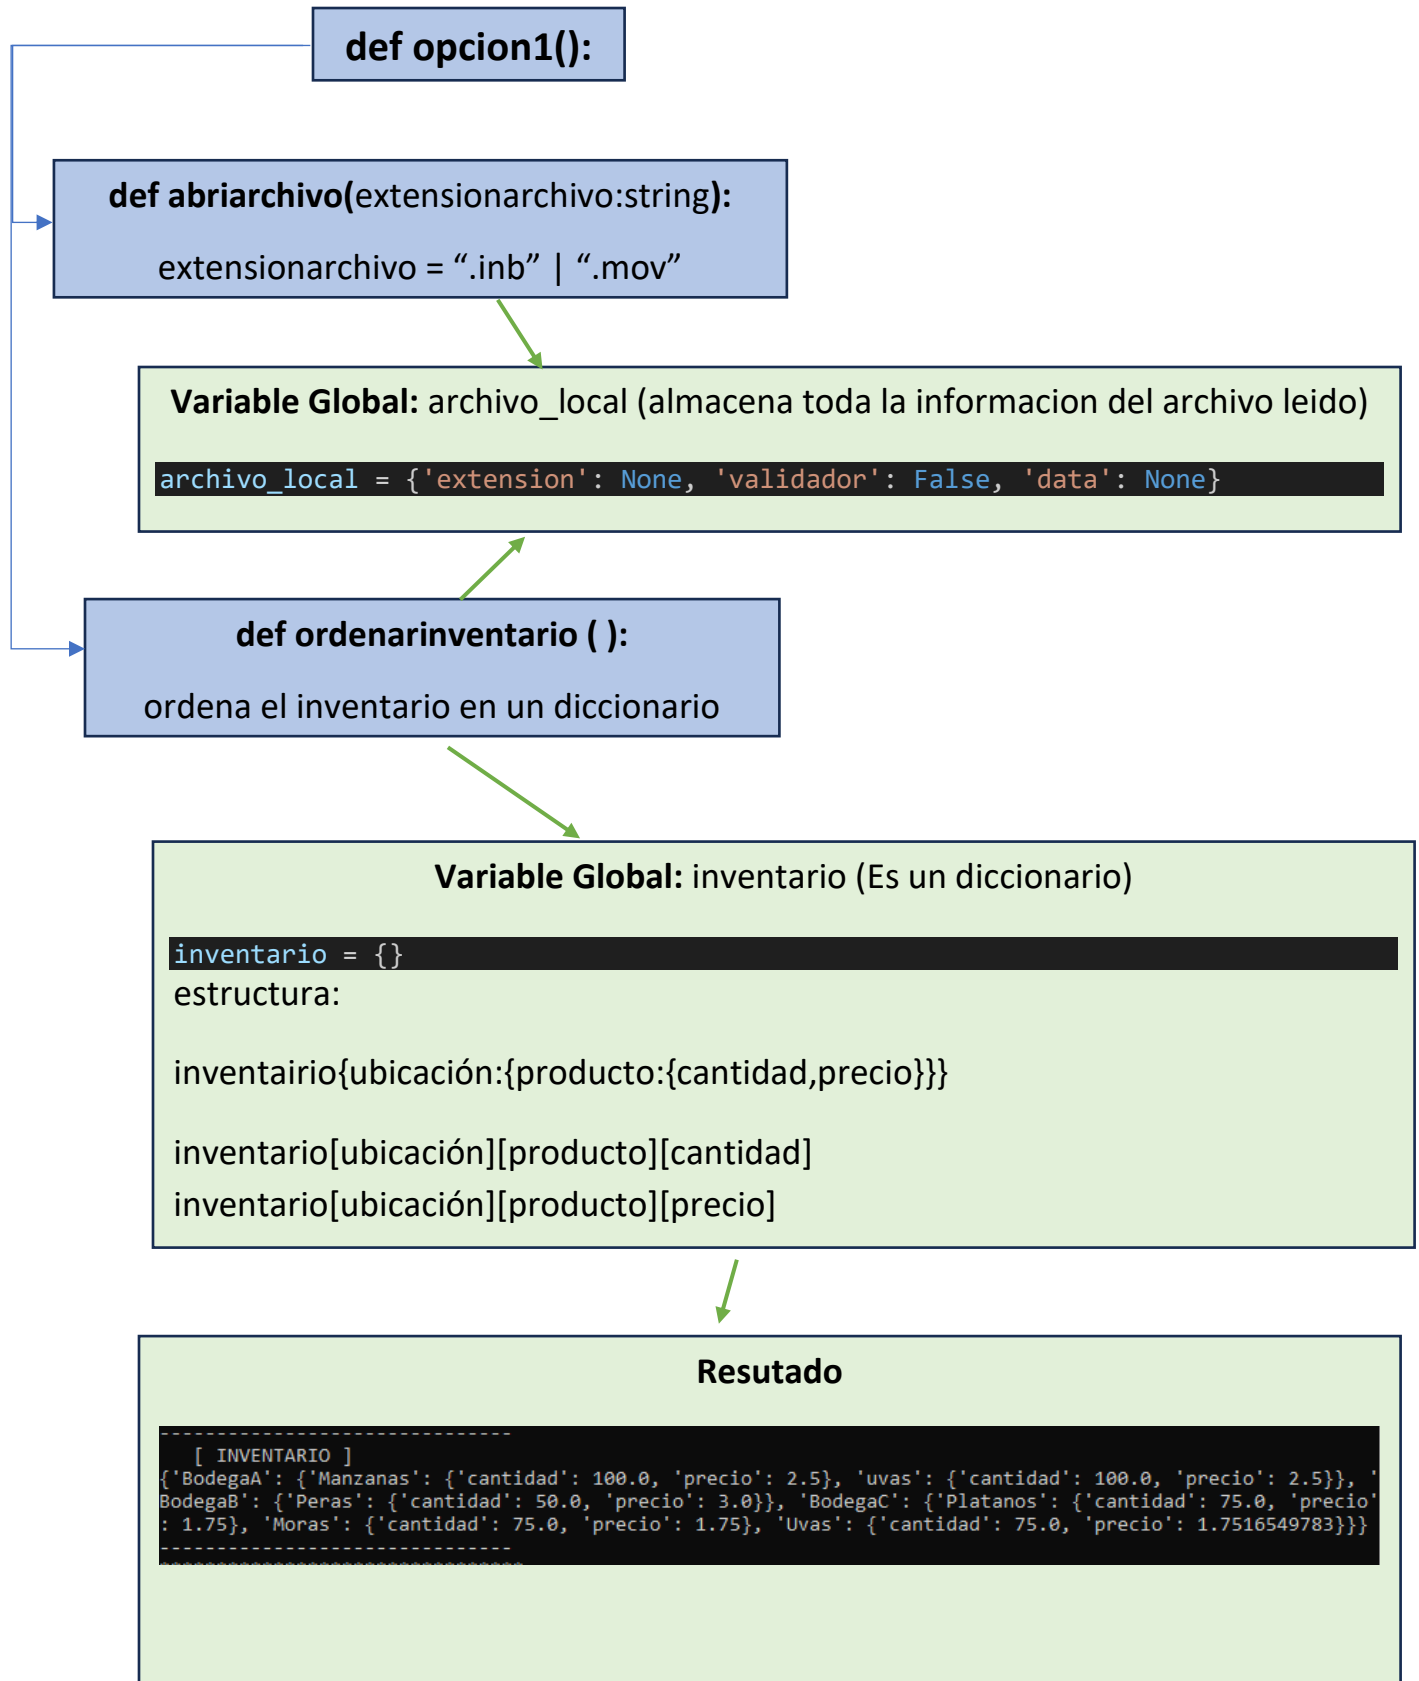 def opcion1():
def abriarchivo(extensionarchivo:string):
extensionarchivo = “.inb” | “.mov”
Variable Global: archivo_local (almacena toda la informacion del archivo leido)
archivo_local = {'extension': None, 'validador': False, 'data': None}
def ordenarinventario ( ):
ordena el inventario en un diccionario
Variable Global: inventario (Es un diccionario)
inventario = {}
estructura:
inventairio{ubicación:{producto:{cantidad,precio}}}
inventario[ubicación][producto][cantidad]
inventario[ubicación][producto][precio]
Resutado
-------------------------------
[ INVENTARIO ]
{'BodegaA': {'Manzanas': {'cantidad': 100.0, 'precio': 2.5}, 'uvas': {'cantidad': 100.0, 'precio': 2.5}}, '
BodegaB': {'Peras': {'cantidad': 50.0, 'precio': 3.0}}, 'BodegaC': {'Platanos': {'cantidad': 75.0, 'precio'
: 1.75}, 'Moras': {'cantidad': 75.0, 'precio': 1.75}, 'Uvas': {'cantidad': 75.0, 'precio': 1.7516549783}}}
-------------------------------